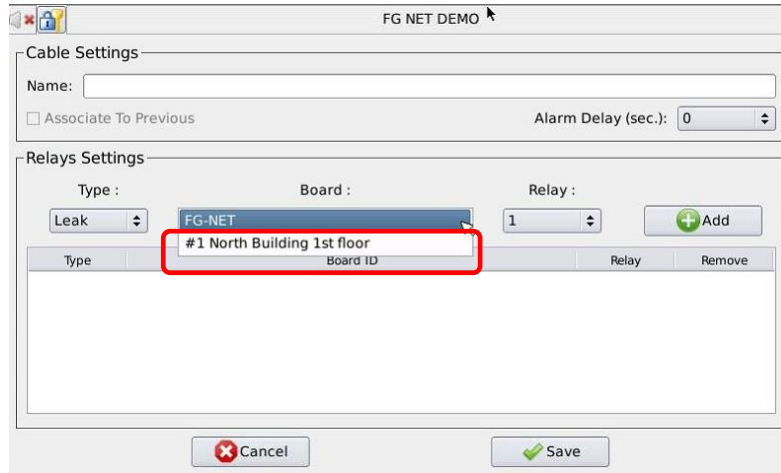 FG NET DEMO
Cable Settings
Name:
Associate To Previous
Alarm Delay (sec.): 0
Relays Settings
Type : Board : Relay :
Leak FG-NET 1 Add
#1 North Building 1st floor
Type Board ID Relay Remove
Cancel Save